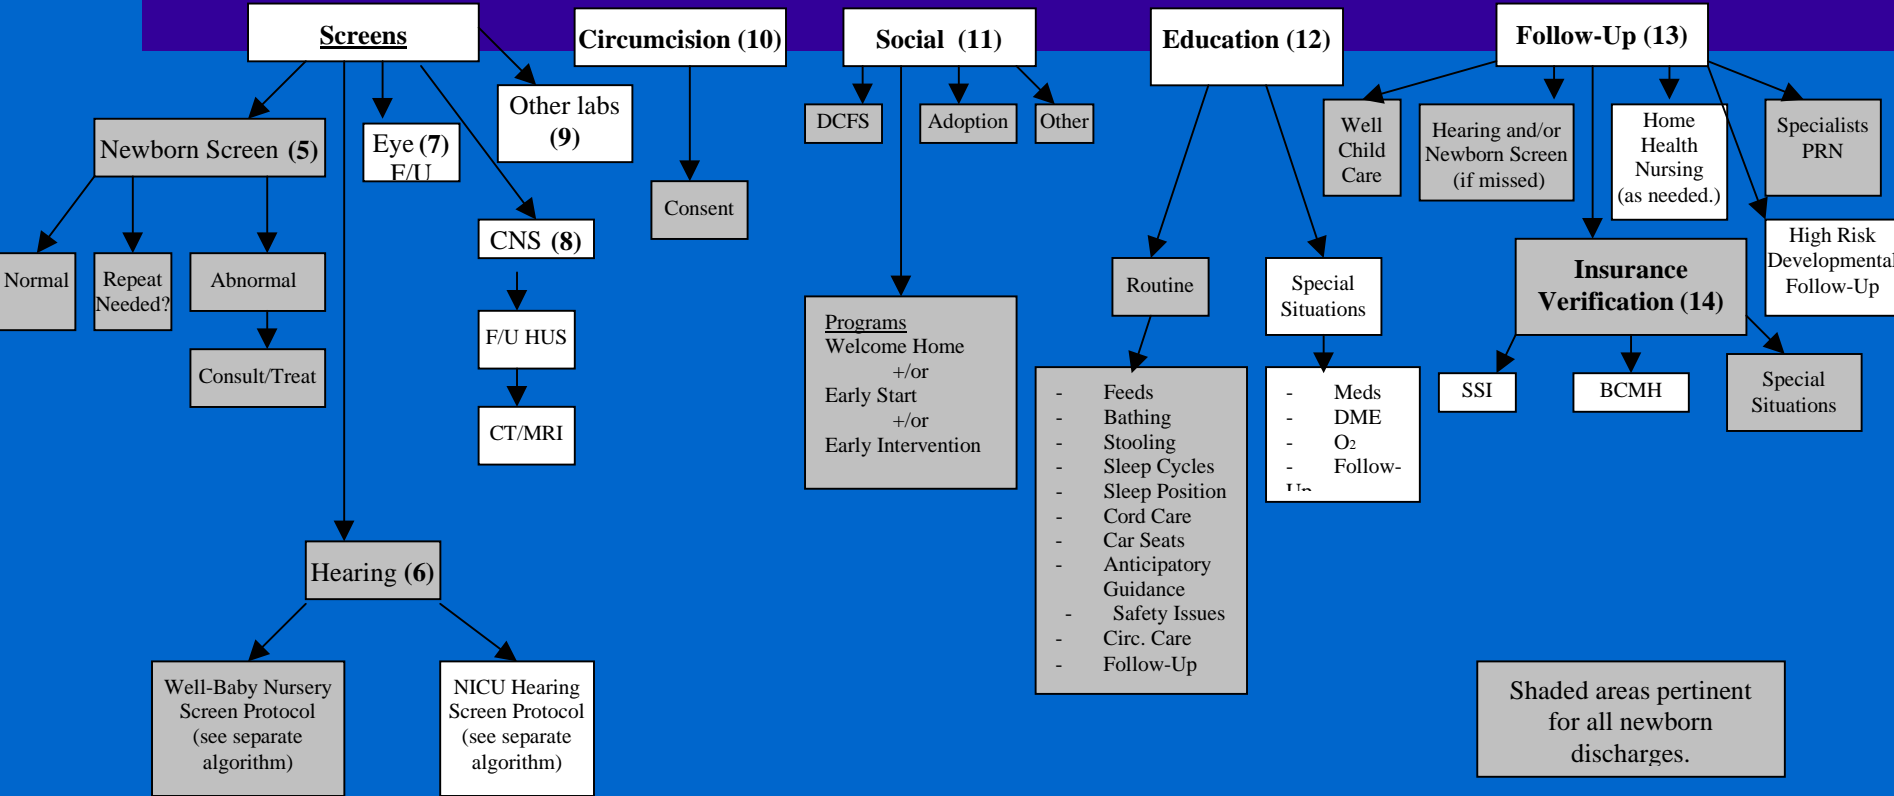 Screens
Circumcision (10)
Social (11)
Education (12)
Follow-Up (13)
Newborn Screen (5)
Eye (7)
F/U
Other labs
(9)
Normal
Repeat
Needed?
Abnormal
Consult/Treat
CNS (8)
F/U HUS
CT/MRI
Hearing (6)
Well-Baby Nursery
Screen Protocol
(see separate
algorithm)
NICU Hearing
Screen Protocol
(see separate
algorithm)
Consent
DCFS
Adoption
Other
Programs
Welcome Home
+/or
Early Start
+/or
Early Intervention
Routine
- Feeds
- Bathing
- Stooling
- Sleep Cycles
- Sleep Position
- Cord Care
- Car Seats
- Anticipatory
Guidance
- Safety Issues
- Circ. Care
- Follow-Up
Special
Situations
- Meds
- DME
- O2
- Follow-
Up
Well
Child
Care
Hearing and/or
Newborn Screen
(if missed)
Home
Health
Nursing
(as needed.)
Specialists
PRN
High Risk
Developmental
Follow-Up
Insurance
Verification (14)
SSI
BCMH
Special
Situations
Shaded areas pertinent
for all newborn
discharges.